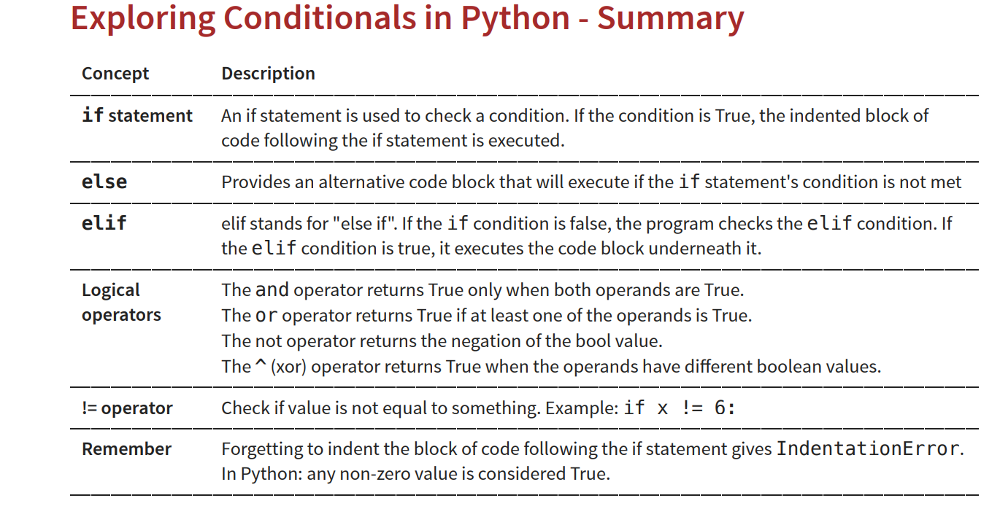 Exploring Conditionals in Python - Summary
Concept Description
if statement An if statement is used to check a condition. If the condition is True, the indented block of
code following the if statement is executed.
else Provides an alternative code block that will execute if the if statement's condition is not met
elif elif stands for "else if". If the if condition is false, the program checks the elif condition. If
the elif condition is true, it executes the code block underneath it.
Logical The and operator returns True only when both operands are True.
operators The or operator returns True if at least one of the operands is True.
The not operator returns the negation of the bool value.
The ^ (xor) operator returns True when the operands have different boolean values.
!= operator Check if value is not equal to something. Example: if x != 6:
Remember Forgetting to indent the block of code following the if statement gives IndentationError.
In Python: any non-zero value is considered True.